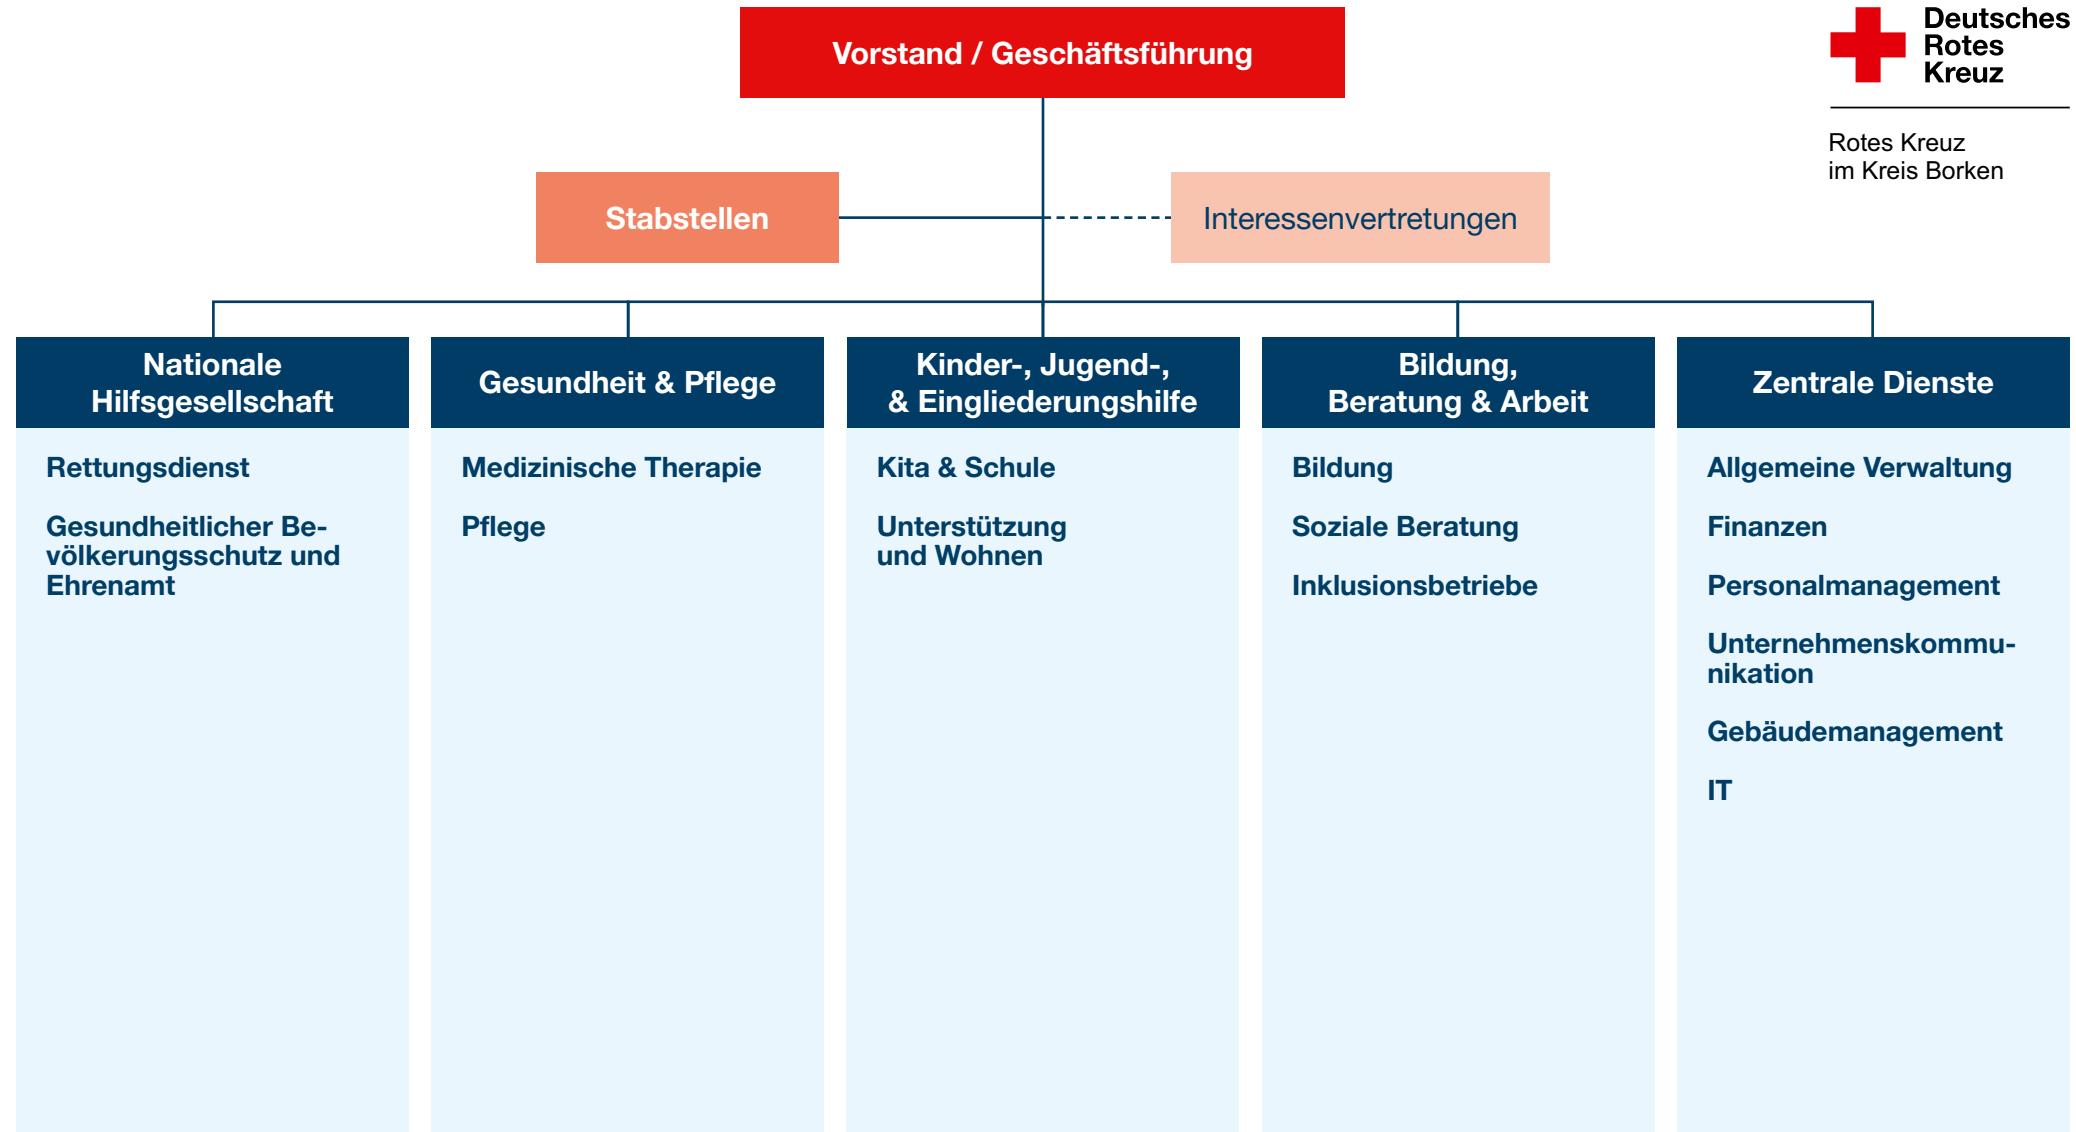 Vorstand / Geschäftsführung
Deutsches
Rotes
Kreuz
Rotes Kreuz
im Kreis Borken
Stabstellen
Interessenvertretungen
Nationale
Hilfsgesellschaft
Rettungsdienst
Gesundheitlicher Be-
völkerungsschutz und
Ehrenamt
Gesundheit & Pflege
Medizinische Therapie
Pflege
Kinder-, Jugend-,
& Eingliederungshilfe
Kita & Schule
Unterstützung
und Wohnen
Bildung,
Beratung & Arbeit
Bildung
Soziale Beratung
Inklusionsbetriebe
Zentrale Dienste
Allgemeine Verwaltung
Finanzen
Personalmanagement
Unternehmenskommu-
nikation
Gebäudemanagement
IT